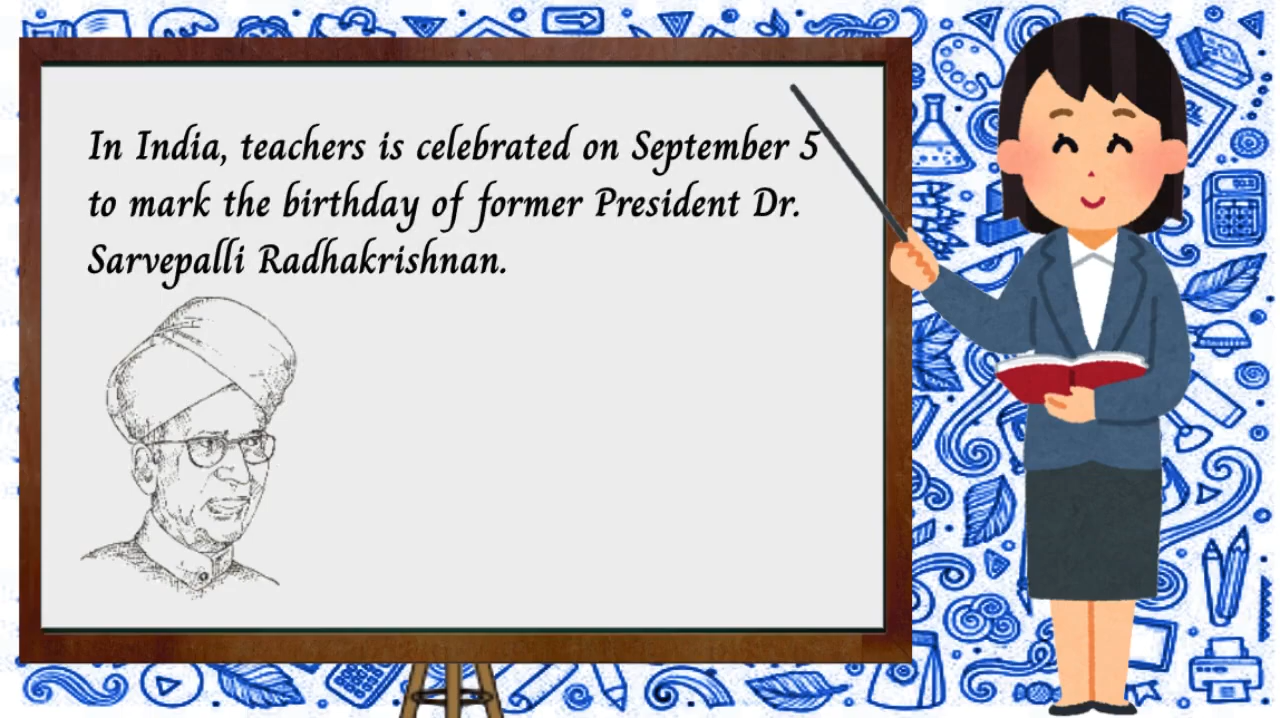 In India, teachers is celebrated on September 5
to mark the birthday of former President Dr.
Sarvepalli Radhakrishnan.